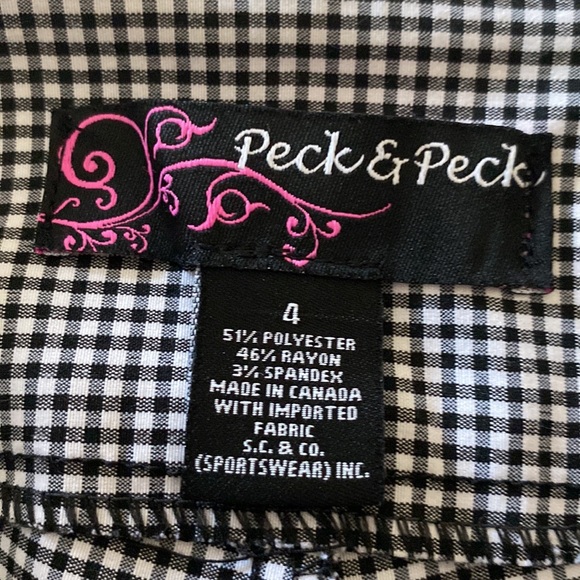 Peck & Peck
4
51% POLYESTER
46% RAYON
3% SPANDEX
MADE IN CANADA
WITH IMPORTED
FABRIC
S.C. & CO.
(SPORTSWEAR) INC.